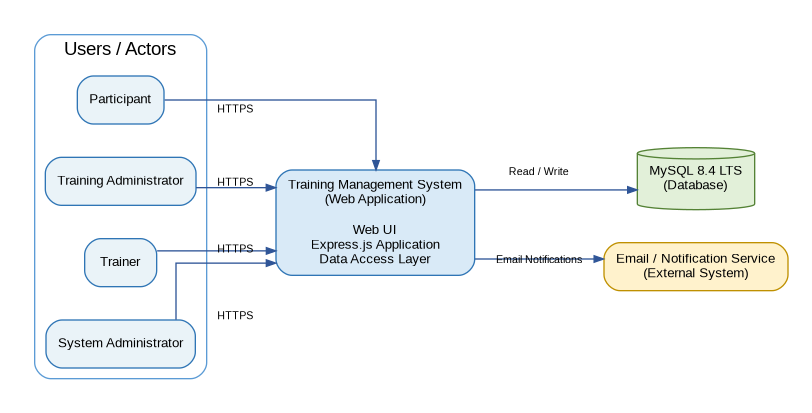 Users / Actors
Participant
HTTPS
Training Administrator
HTTPS
Trainer
HTTPS
System Administrator
HTTPS
Training Management System
(Web Application)
Web UI
Express.js Application
Data Access Layer
Read / Write
MySQL 8.4 LTS
(Database)
Email Notifications
Email / Notification Service
(External System)